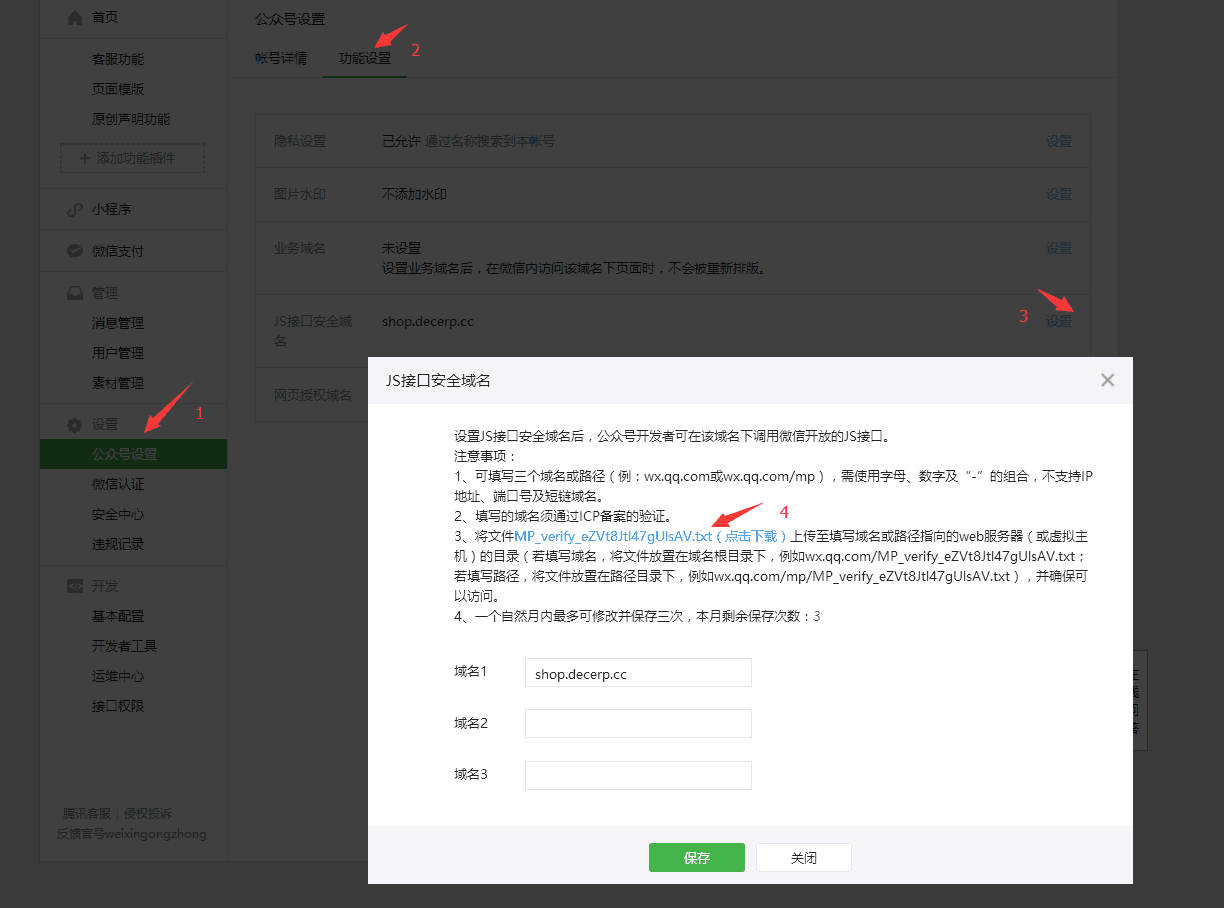 首页
客服功能
页面模版
原创声明功能
添加功能插件
小程序
微信支付
管理
消息管理
用户管理
素材管理
1
设置
公众号设置
微信认证
安全中心
违规记录
开发
基本配置
开发者工具
运维中心
接口权限
腾讯客服 | 侵权投诉
反馈官号weixingongzhong
公众号设置
帐号详情 功能设置 2
隐私设置 已允许 通过名称搜索到本帐号 设置
图片水印 不添加水印 设置
业务域名 未设置 设置
设置业务域名后，在微信内访问该域名下页面时，不会被重新排版。
JS接口安全域 shop.decerp.cc 3 设置
名
网页授权域名
JS接口安全域名
设置JS接口安全域名后，公众号开发者可在该域名下调用微信开放的JS接口。
注意事项：
1、可填写三个域名或路径（例：wx.qq.com或wx.qq.com/mp），需使用字母、数字及“-”的组合，不支持IP
地址、端口号及短链域名。
2、填写的域名须通过ICP备案的验证。
4
3、将文件MP_verify_eZVt8Jtl47gUlsAV.txt（点击下载）上传至填写域名或路径指向的web服务器（或虚拟主
机）的目录（若填写域名，将文件放置在域名根目录下，例如wx.qq.com/MP_verify_eZVt8Jtl47gUlsAV.txt；
若填写路径，将文件放置在路径目录下，例如wx.qq.com/mp/MP_verify_eZVt8Jtl47gUlsAV.txt），并确保可
以访问。
4、一个自然月内最多可修改并保存三次，本月剩余保存次数：3
域名1 shop.decerp.cc
域名2
域名3
保存 关闭